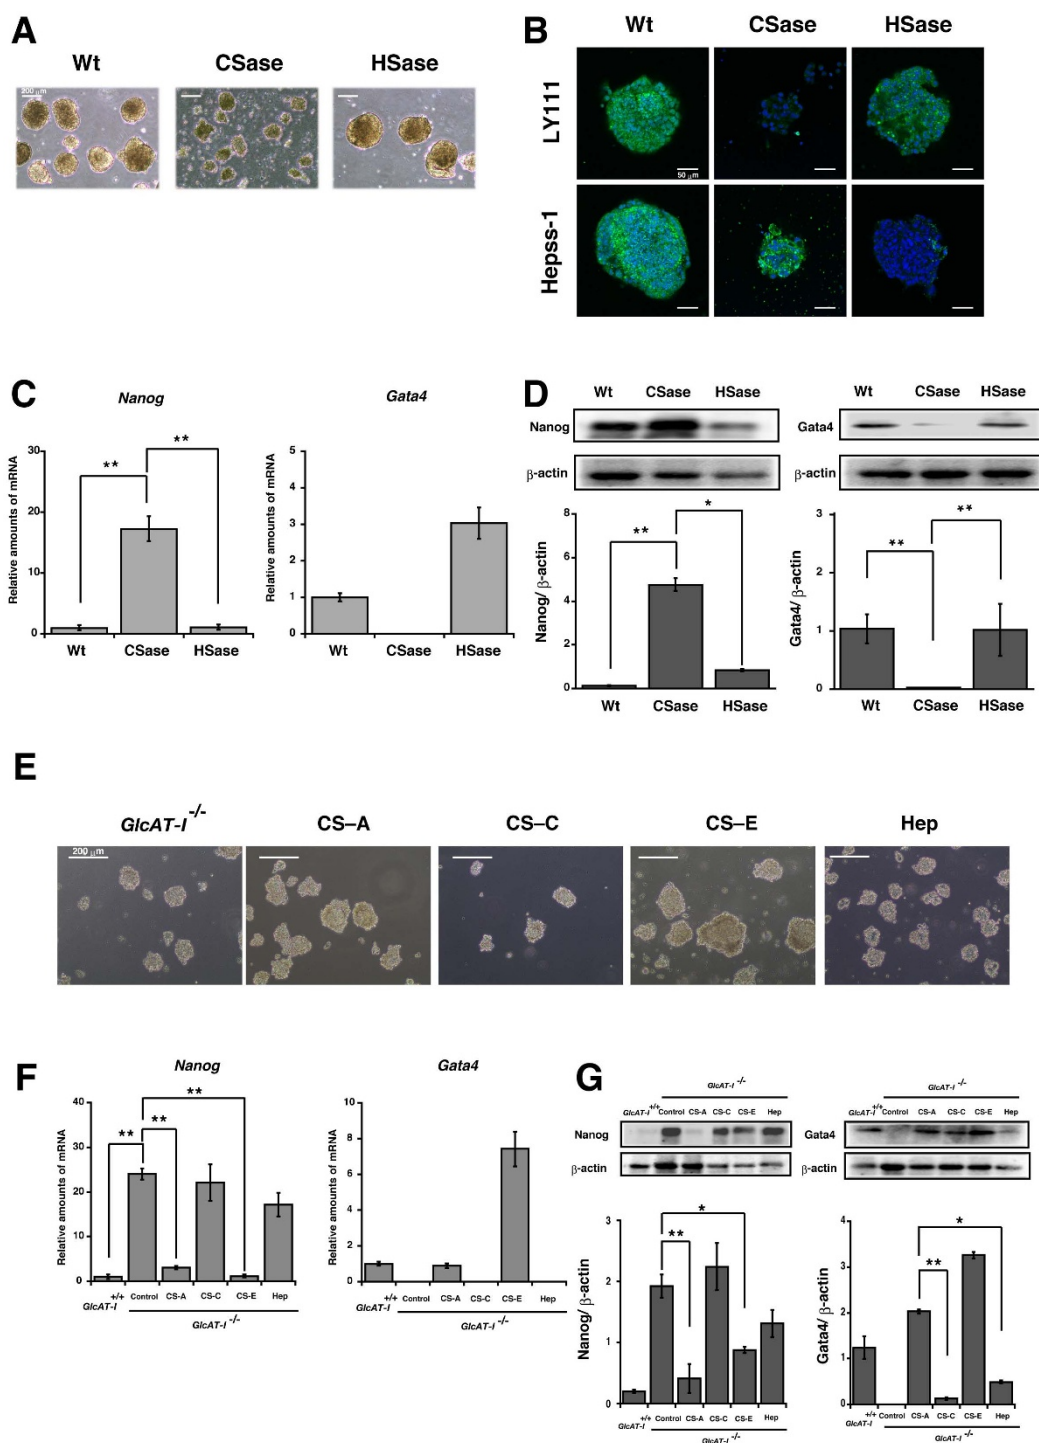 A
Wt CSase HSase
200 µm
B
Wt CSase HSase
LY111
50 µm
Hepss-1
C
Nanog
Relative amounts of mRNA
30
20
10
0
** **
Wt CSase HSase
Gata4
Relative amounts of mRNA
5
4
3
2
1
0
Wt CSase HSase
D
Wt CSase HSase
Nanog
β-actin
Nanog/ β-actin
8
6
4
2
0
** *
Wt CSase HSase
Wt CSase HSase
Gata4
β-actin
Gata4/ β-actin
3
2
1
0
** **
Wt CSase HSase
E
GlcAT-I -/- CS–A CS–C CS–E Hep
200 µm
F
Nanog
Relative amounts of mRNA
40
30
20
10
0
** ** **
+/+ Control CS-A CS-C CS-E Hep
GlcAT-I GlcAT-I -/-
Gata4
Relative amounts of mRNA
10
8
6
4
2
0
+/+ Control CS-A CS-C CS-E Hep
GlcAT-I GlcAT-I -/-
G
GlcAT-I -/-
GlcAT-I +/+ Control CS-A CS-C CS-E Hep
Nanog
β-actin
Nanog/ β-actin
3
2
1
0
** *
+/+ Control CS-A CS-C CS-E Hep
GlcAT-I GlcAT-I -/-
GlcAT-I -/-
GlcAT-I +/+ Control CS-A CS-C CS-E Hep
Gata4
β-actin
Gata4/ β-actin
4
3
2
1
0
** *
+/+ Control CS-A CS-C CS-E Hep
GlcAT-I GlcAT-I -/-